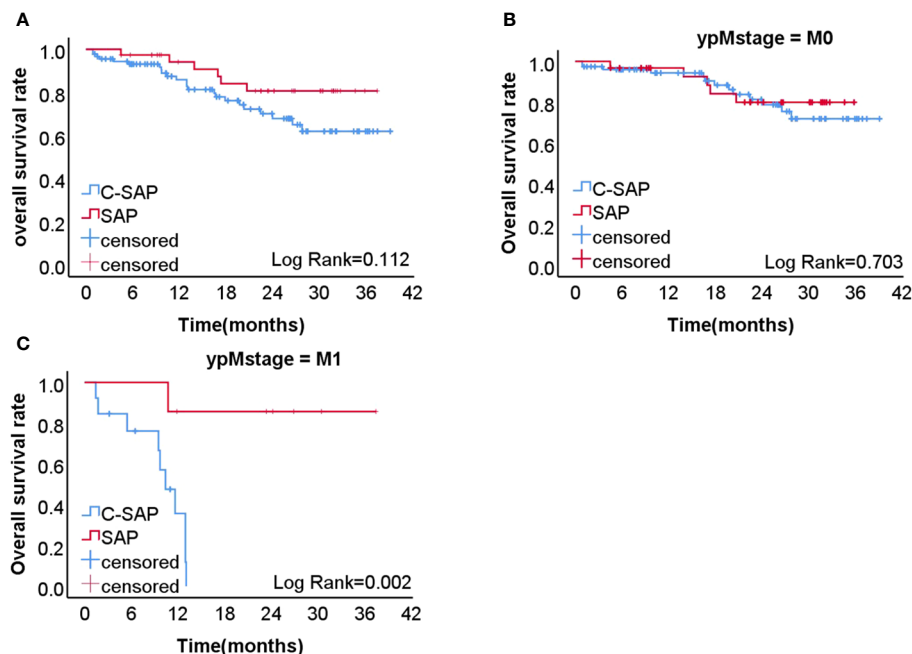 A
overall survival rate
1.0
0.8
0.6
0.4
0.2
0.0
C-SAP
SAP
censored
censored
Log Rank=0.112
0 6 12 18 24 30 36 42
Time(months)
B
ypMstage = M0
Overall survival rate
1.0
0.8
0.6
0.4
0.2
0.0
C-SAP
SAP
censored
censored
Log Rank=0.703
0 6 12 18 24 30 36 42
Time(months)
C
ypMstage = M1
Overall survival rate
1.0
0.8
0.6
0.4
0.2
0.0
C-SAP
SAP
censored
censored
Log Rank=0.002
0 6 12 18 24 30 36 42
Time(months)